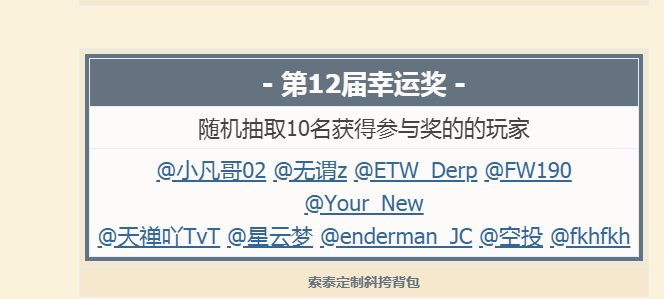 - 第12届幸运奖 -
随机抽取10名获得参与奖的的玩家
@小凡哥02 @无谓z @ETW_Derp @FW190
@Your_New
@天禅吖TvT @星云梦 @enderman_JC @空投 @fkhfkh
索泰定制斜挎背包